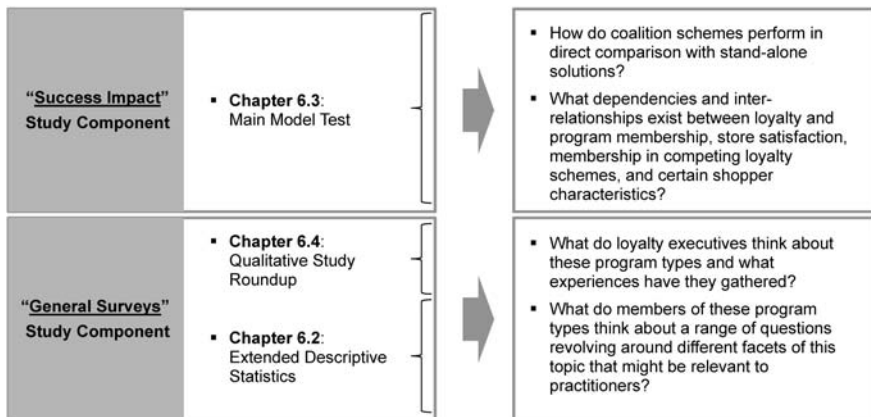 “Success Impact”
Study Component
▪ Chapter 6.3:
Main Model Test
▪ How do coalition schemes perform in
direct comparison with stand-alone
solutions?
▪ What dependencies and inter-
relationships exist between loyalty and
program membership, store satisfaction,
membership in competing loyalty
schemes, and certain shopper
characteristics?
“General Surveys”
Study Component
▪ Chapter 6.4:
Qualitative Study
Roundup
▪ Chapter 6.2:
Extended Descriptive
Statistics
▪ What do loyalty executives think about
these program types and what
experiences have they gathered?
▪ What do members of these program
types think about a range of questions
revolving around different facets of this
topic that might be relevant to
practitioners?